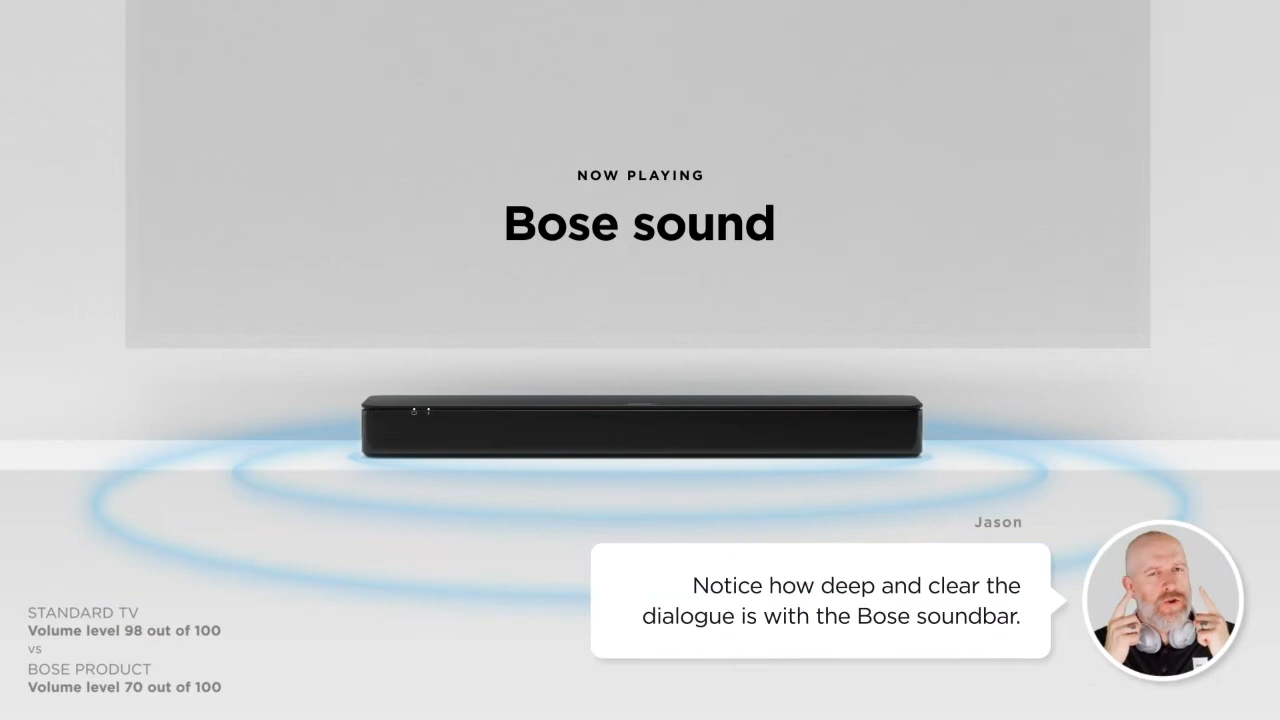 NOW PLAYING
Bose sound
Jason
Notice how deep and clear the
dialogue is with the Bose soundbar.
STANDARD TV
Volume level 98 out of 100
vs
BOSE PRODUCT
Volume level 70 out of 100